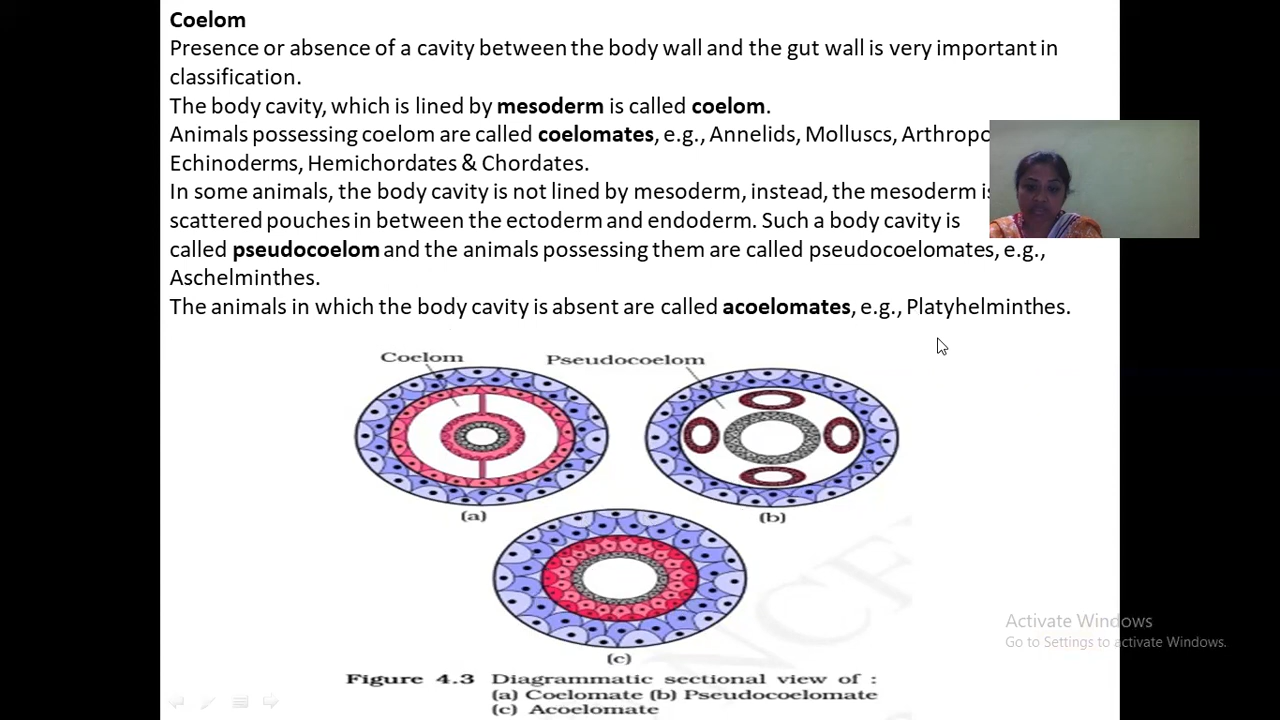 Coelom
Presence or absence of a cavity between the body wall and the gut wall is very important in
classification.
The body cavity, which is lined by mesoderm is called coelom.
Animals possessing coelom are called coelomates, e.g., Annelids, Molluscs,
Echinoderms, Hemichordates & Chordates.
In some animals, the body cavity is not lined by mesoderm, instead, the mesoderm
scattered pouches in between the ectoderm and endoderm. Such a body cavity is
called pseudocoelom and the animals possessing them are called pseudocoelomates, e.g.,
Aschelminthes.
The animals in which the body cavity is absent are called acoelomates, e.g., Platyhelminthes.
Coelom
Pseudocoelom
(a)
(b)
(c)
Figure 4.3 Diagrammatic sectional view of :
(a) Coelomate (b) Pseudocoelomate
(c) Acoelomate
Activate Windows
Go to Settings to activate Windows.